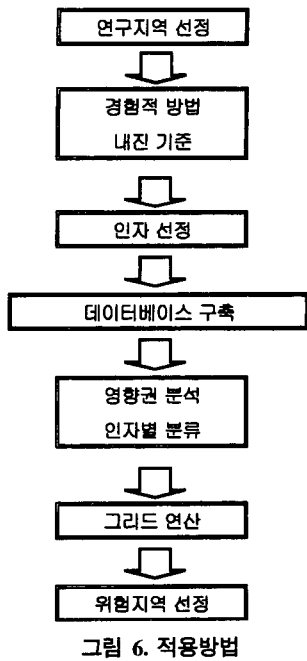 연구지역 선정
경험적 방법
내진 기준
인자 선정
데이터베이스 구축
영향권 분석
인자별 분류
그리드 연산
위험지역 선정
그림 6. 적용방법